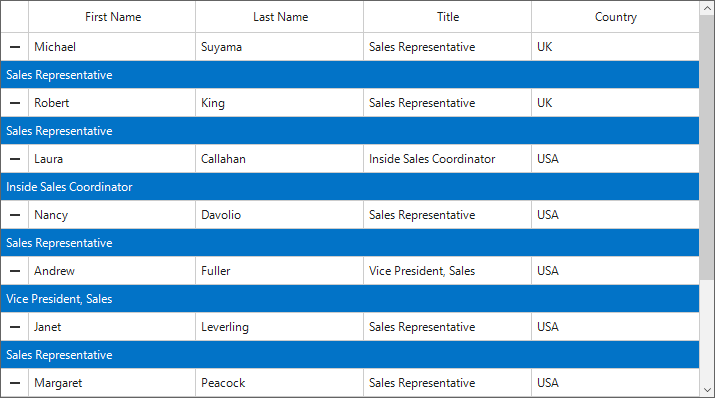 First Name Last Name Title Country
Michael Suyama Sales Representative UK
Sales Representative
Robert King Sales Representative UK
Sales Representative
Laura Callahan Inside Sales Coordinator USA
Inside Sales Coordinator
Nancy Davolio Sales Representative USA
Sales Representative
Andrew Fuller Vice President, Sales USA
Vice President, Sales
Janet Leverling Sales Representative USA
Sales Representative
Margaret Peacock Sales Representative USA